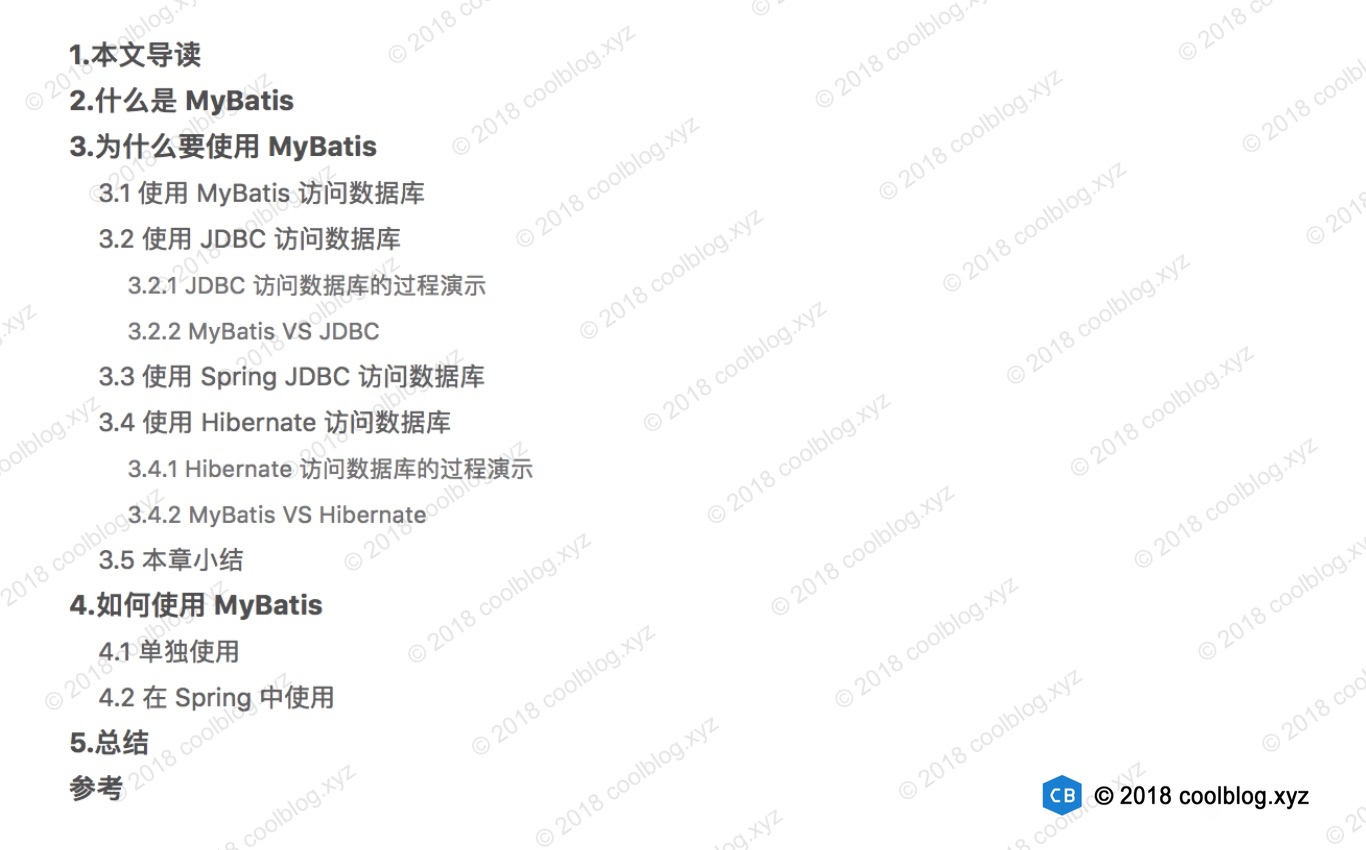 1.本文导读
2.什么是 MyBatis
3.为什么要使用 MyBatis
3.1 使用 MyBatis 访问数据库
3.2 使用 JDBC 访问数据库
3.2.1 JDBC 访问数据库的过程演示
3.2.2 MyBatis VS JDBC
3.3 使用 Spring JDBC 访问数据库
3.4 使用 Hibernate 访问数据库
3.4.1 Hibernate 访问数据库的过程演示
3.4.2 MyBatis VS Hibernate
3.5 本章小结
4.如何使用 MyBatis
4.1 单独使用
4.2 在 Spring 中使用
5.总结
参考
CB © 2018 coolblog.xyz